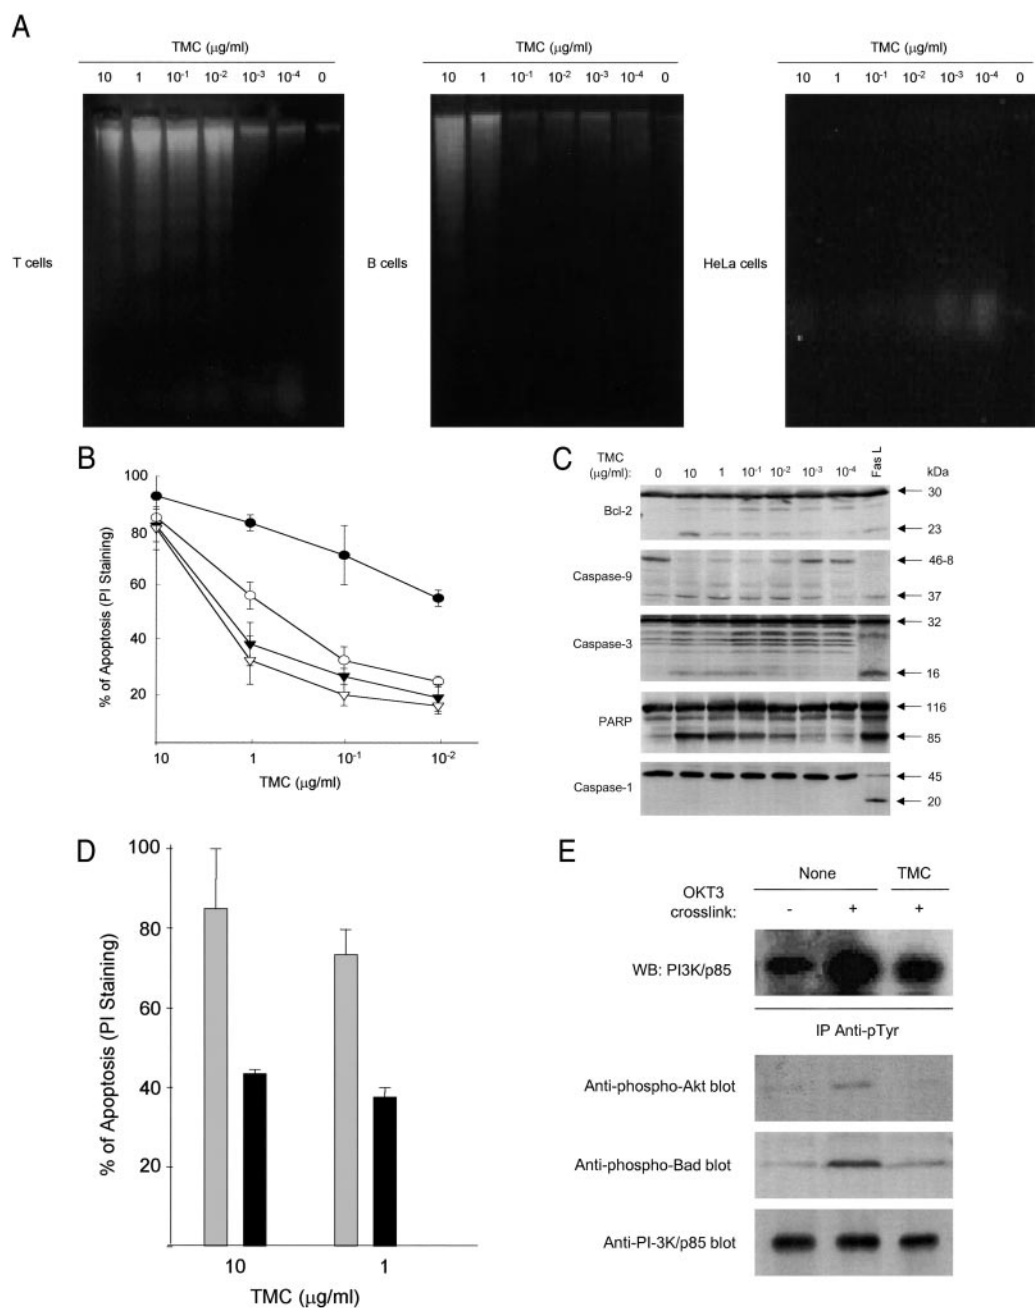 A
TMC (μg/ml) TMC (μg/ml) TMC (μg/ml)
10 1 10-1 10-2 10-3 10-4 0 10 1 10-1 10-2 10-3 10-4 0 10 1 10-1 10-2 10-3 10-4 0
T cells B cells HeLa cells
B
% of Apoptosis (PI Staining)
100
80
60
40
20
10 1 10-1 10-2
TMC (μg/ml)
C
TMC
(μg/ml): 0 10 1 10-1 10-2 10-3 10-4 Fas L kDa
Bcl-2 30
23
Caspase-9 46-8
37
Caspase-3 32
16
PARP 116
85
Caspase-1 45
20
D
% of Apoptosis (PI Staining)
100
80
60
40
20
10 1
TMC (μg/ml)
E
None TMC
OKT3
crosslink: - + +
WB: PI3K/p85
IP Anti-pTyr
Anti-phospho-Akt blot
Anti-phospho-Bad blot
Anti-PI-3K/p85 blot